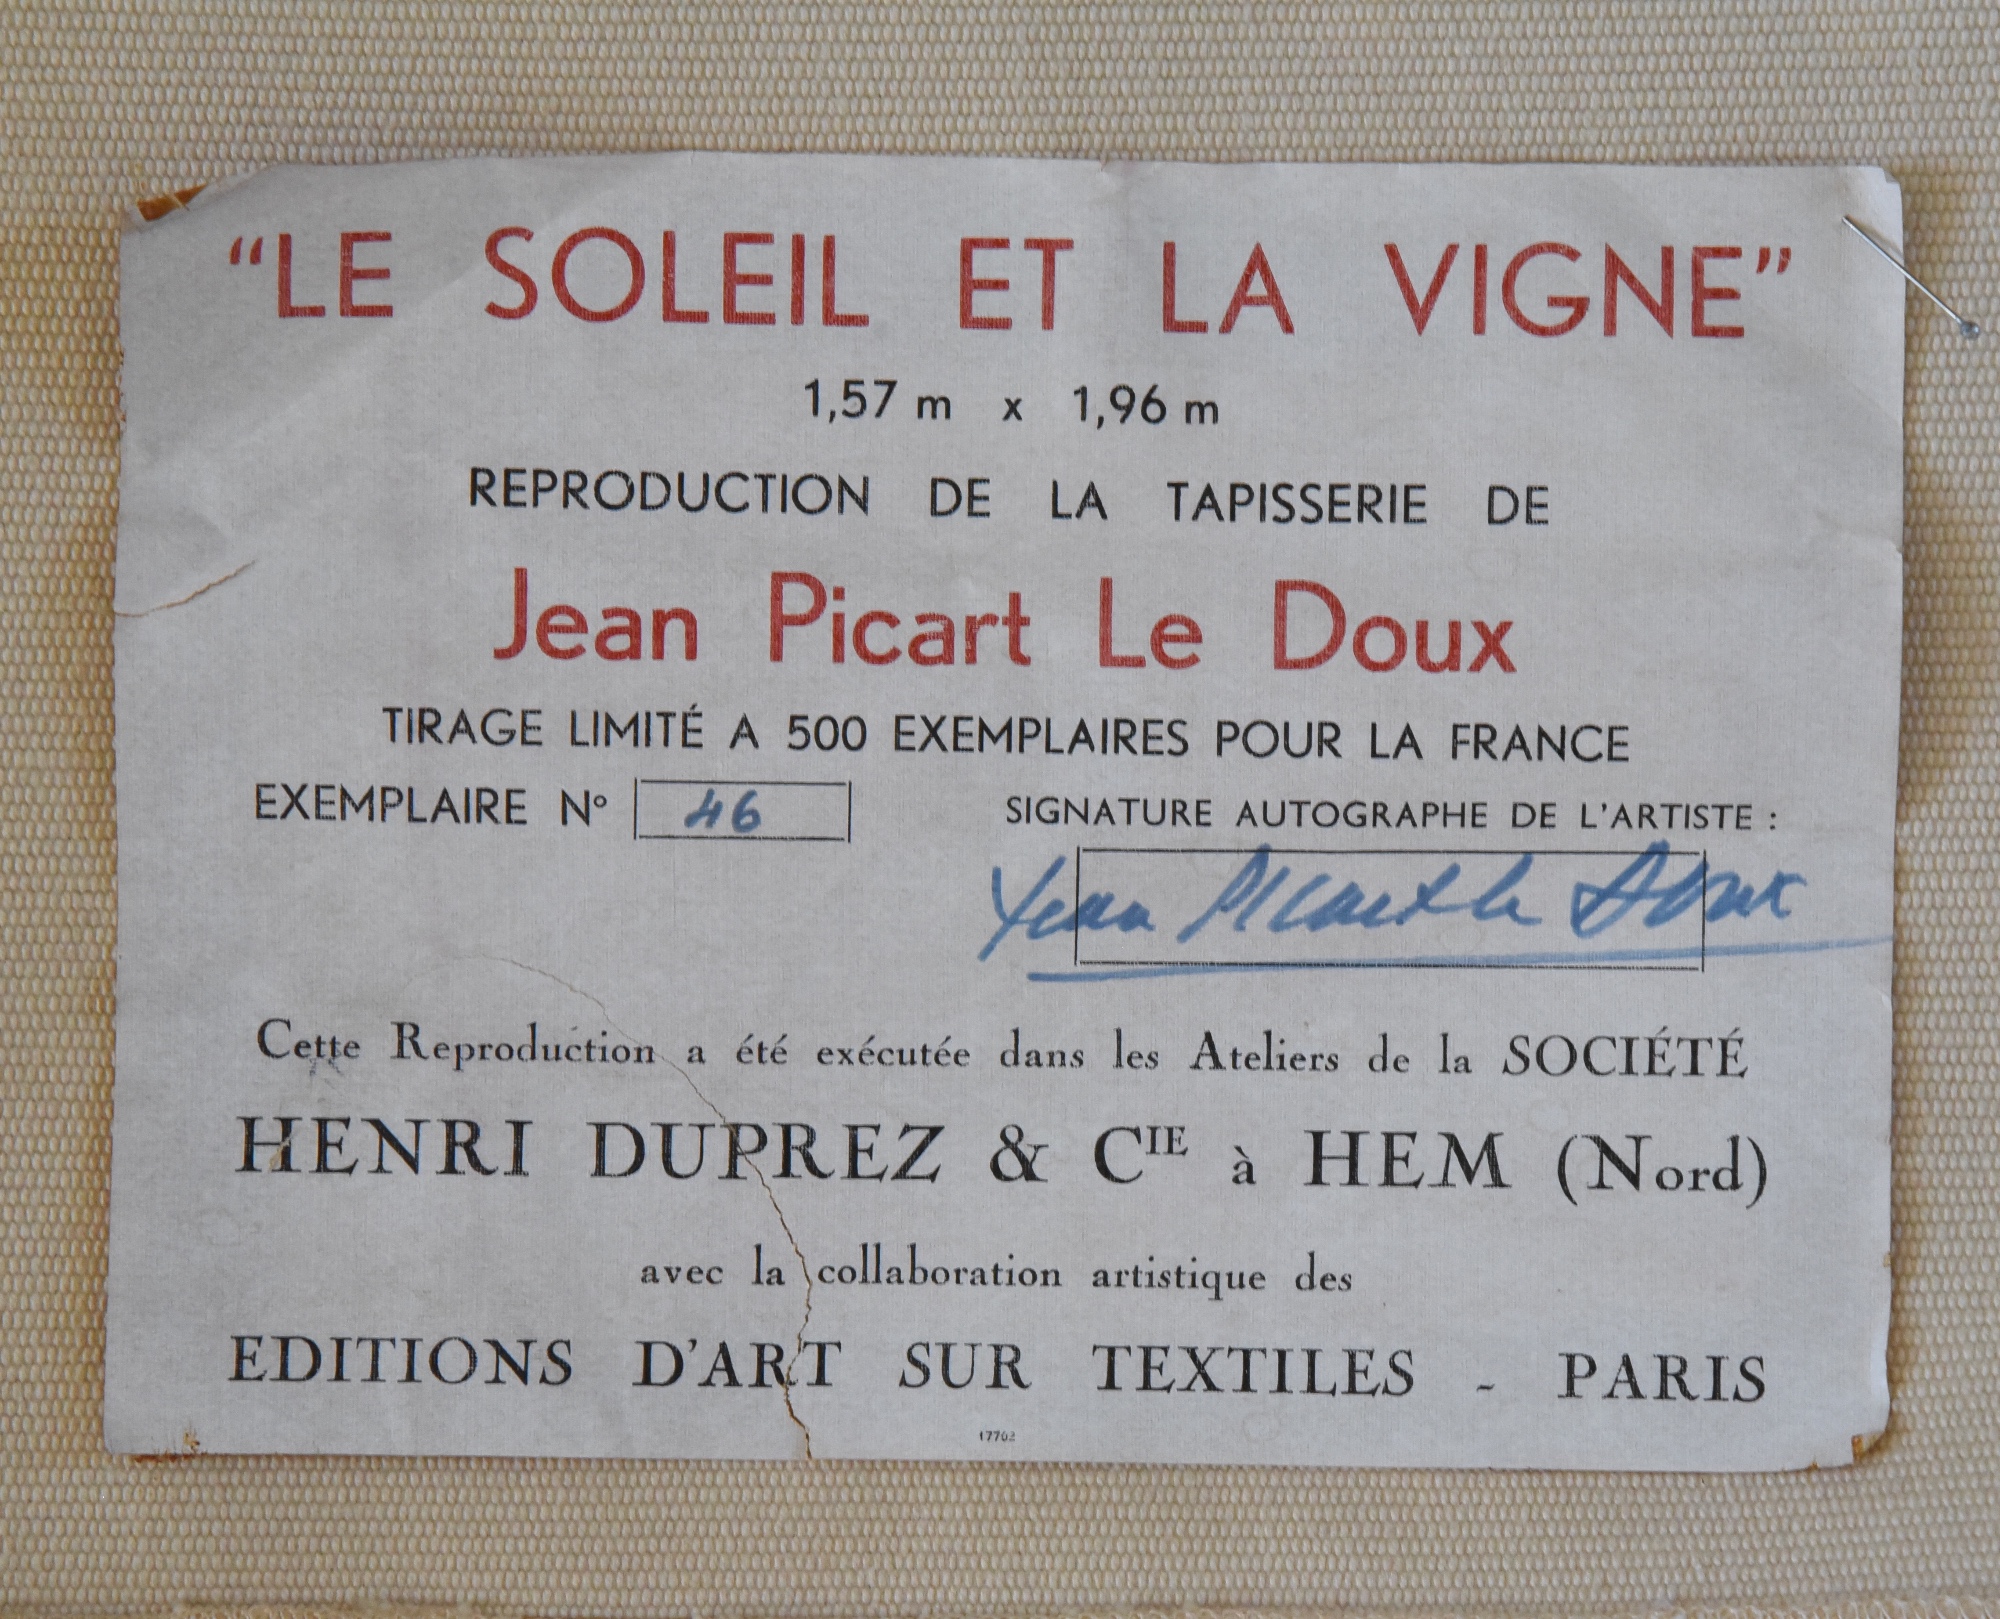 “LE SOLEIL ET LA VIGNE”
1,57 m x 1,96 m
REPRODUCTION DE LA TAPISSERIE DE
Jean Picart Le Doux
TIRAGE LIMITÉ A 500 EXEMPLAIRES POUR LA FRANCE
EXEMPLAIRE Nº 46
SIGNATURE AUTOGRAPHE DE L'ARTISTE :
Jean Picart le Doux
Cette Reproduction a été exécutée dans les Ateliers de la SOCIÉTÉ
HENRI DUPREZ & CIE à HEM (Nord)
avec la collaboration artistique des
EDITIONS D'ART SUR TEXTILES - PARIS
17702